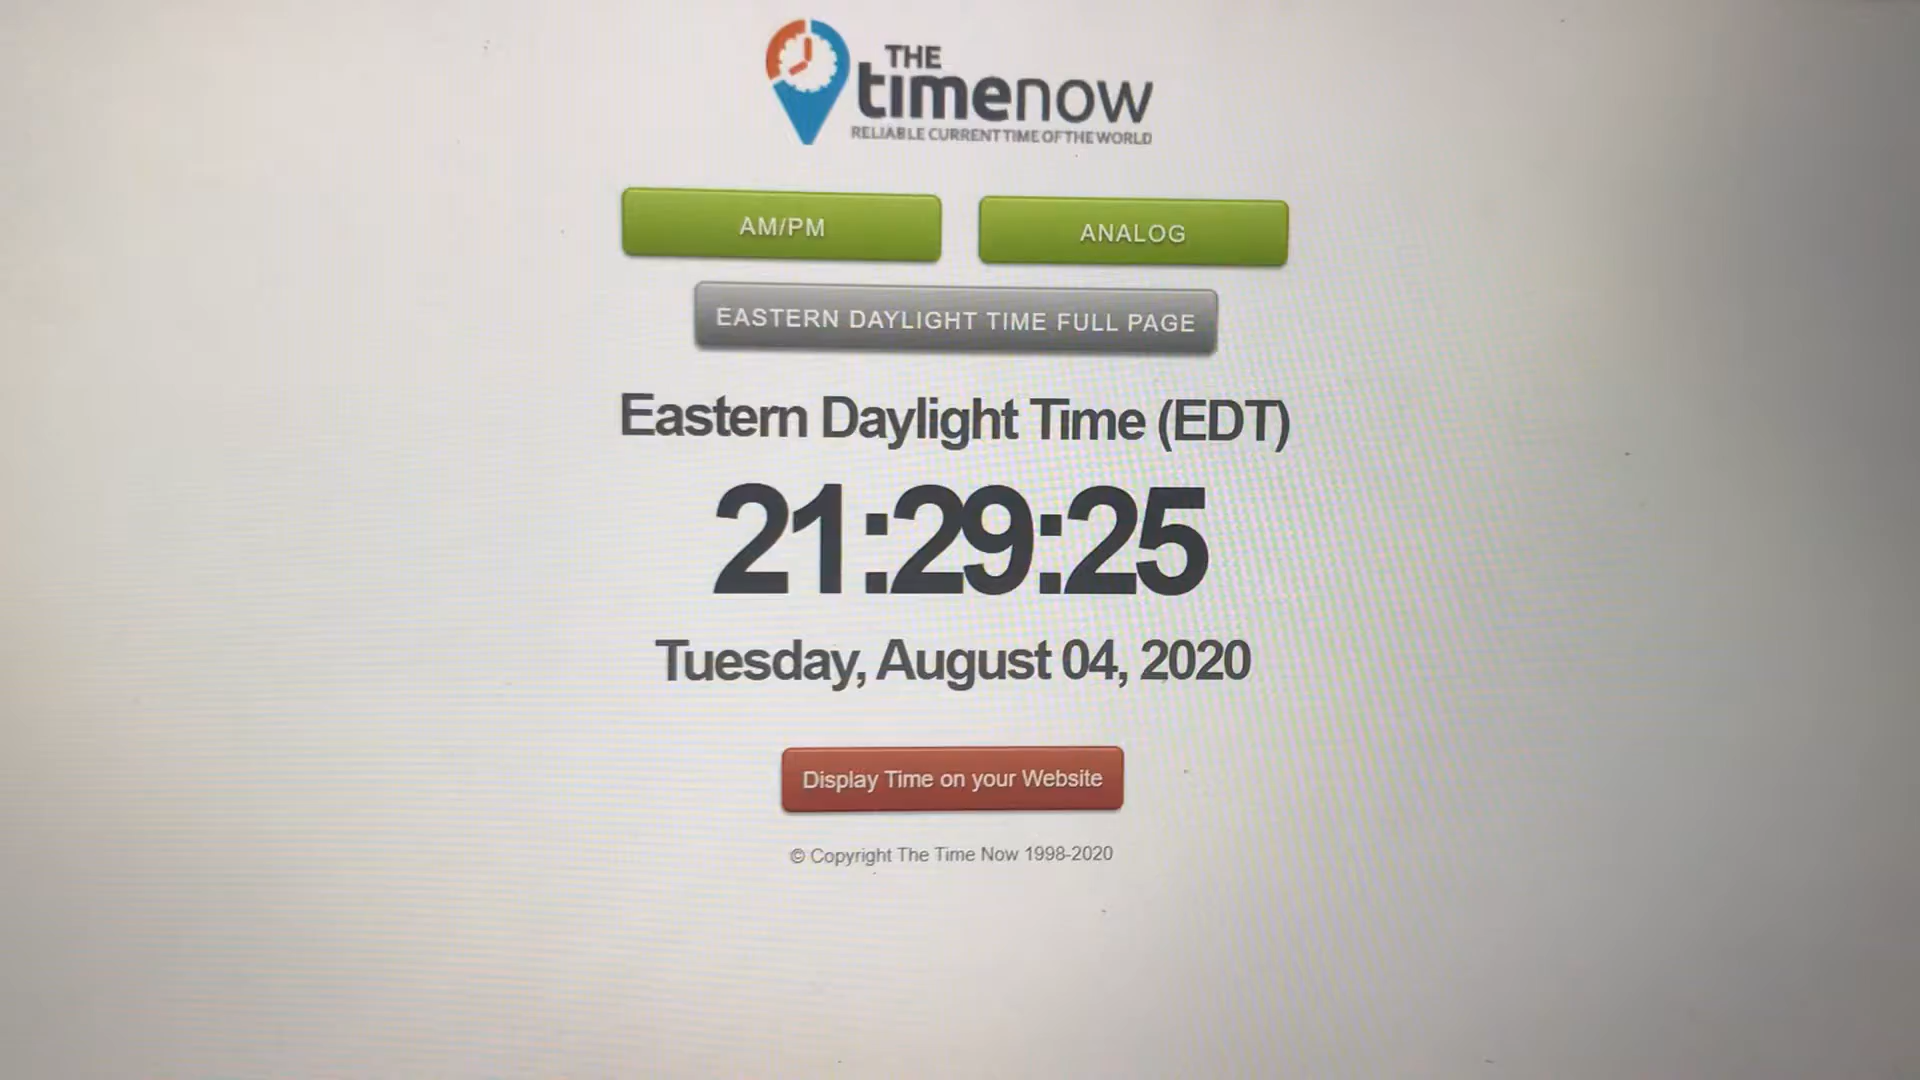 THE
timenow
RELIABLE CURRENT TIME OF THE WORLD
AM/PM
ANALOG
EASTERN DAYLIGHT TIME FULL PAGE
Eastern Daylight Time (EDT)
21:29:25
Tuesday, August 04, 2020
Display Time on your Website
© Copyright The Time Now 1998-2020